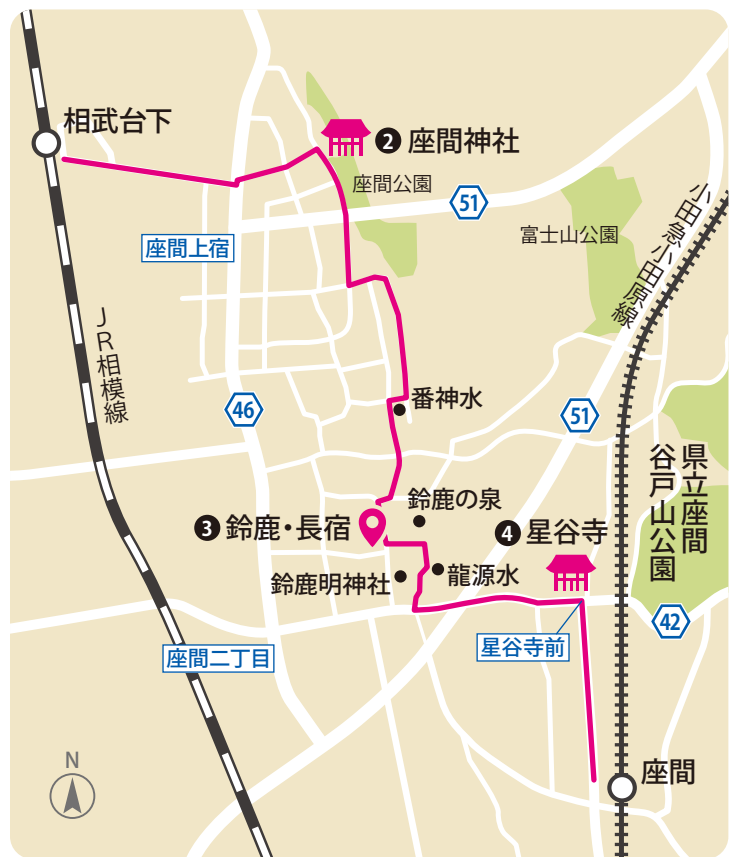 相武台下
❷ 座間神社
座間公園
51
小田急小田原線
富士山公園
座間上宿
JR相模線
46
番神水
51
県立座間
谷戸山公園
鈴鹿の泉
❸ 鈴鹿・長宿
❹ 星谷寺
鈴鹿明神社
龍源水
42
座間二丁目
星谷寺前
N
座間